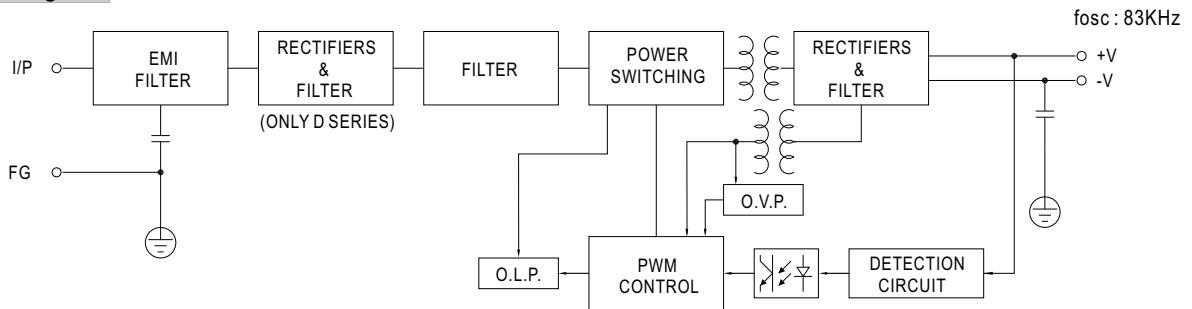 fosc : 83KHz
I/P
EMI
FILTER
RECTIFIERS
&
FILTER
(ONLY D SERIES)
FILTER
POWER
SWITCHING
RECTIFIERS
&
FILTER
+V
-V
FG
O.V.P.
O.L.P.
PWM
CONTROL
DETECTION
CIRCUIT